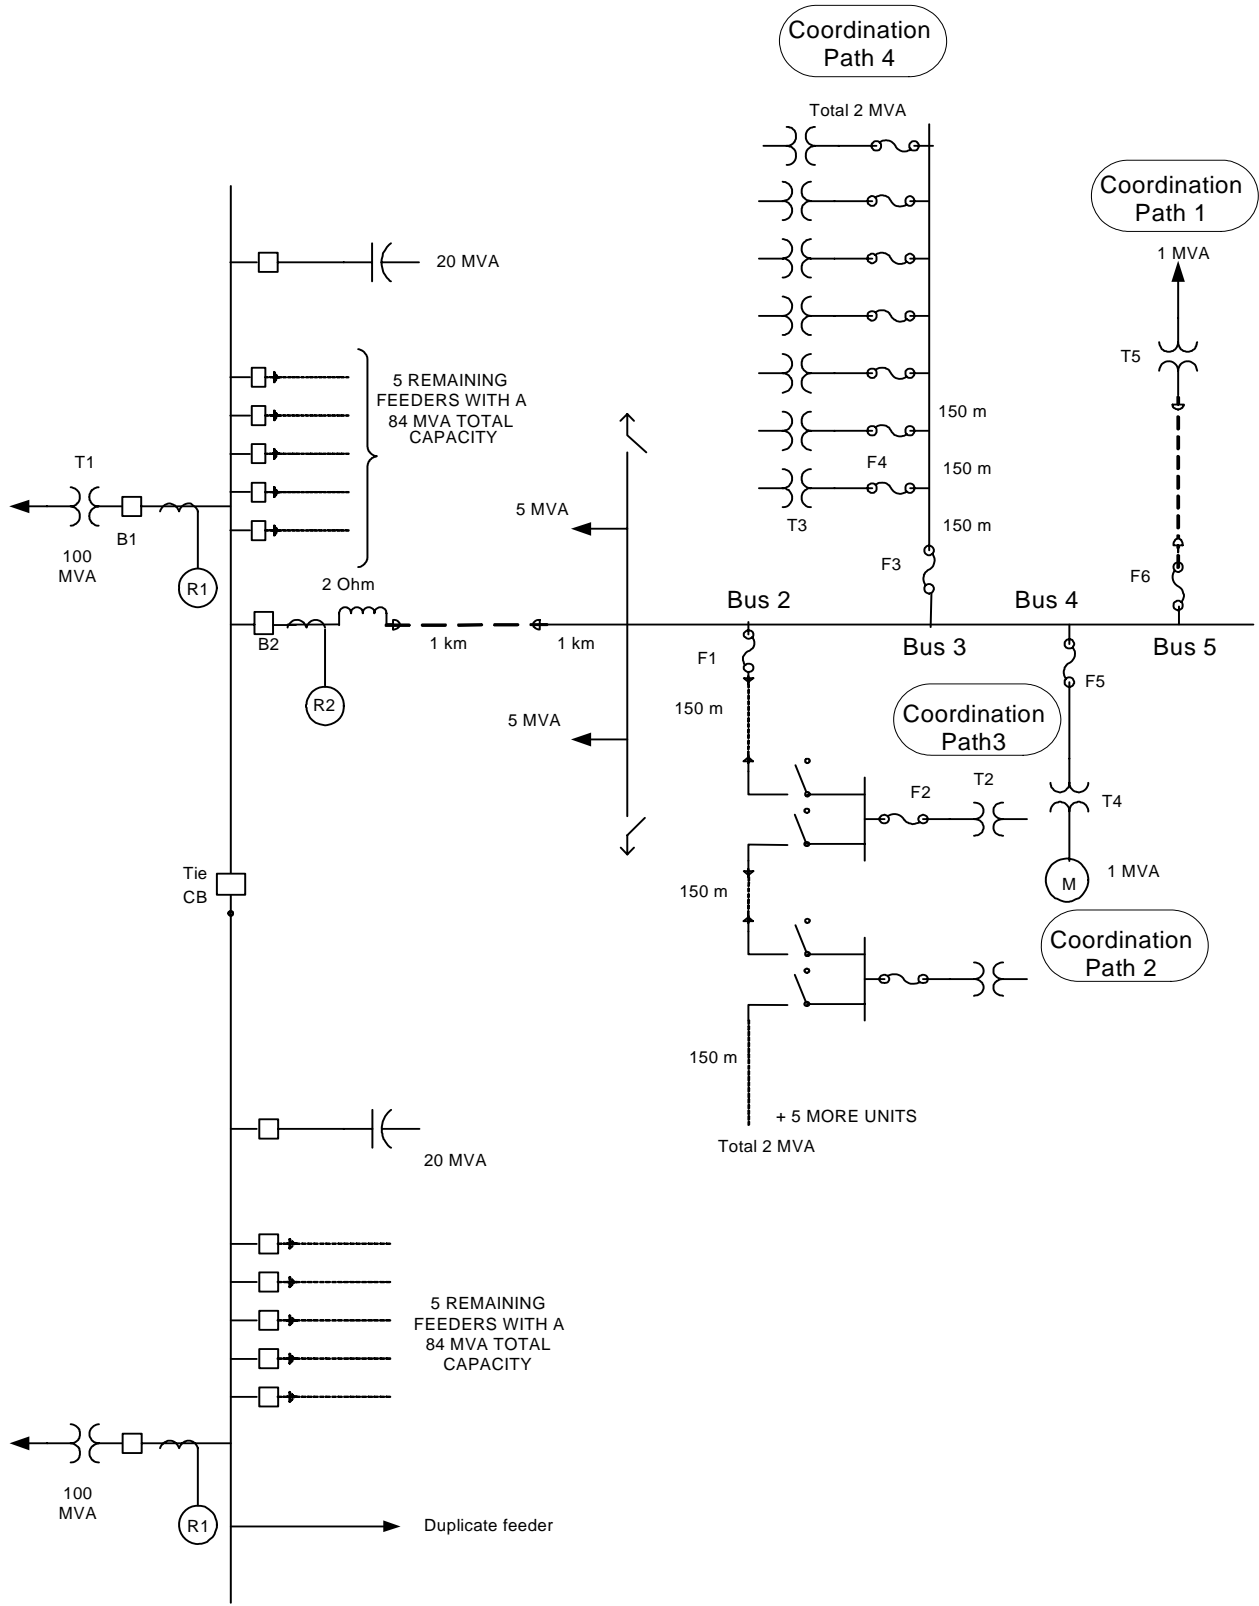 Coordination
Path 4
Total 2 MVA
Coordination
Path 1
1 MVA
20 MVA
T5
5 REMAINING
FEEDERS WITH A
84 MVA TOTAL
CAPACITY
150 m
T1
F4
150 m
5 MVA
T3
150 m
B1
100
MVA
R1
2 Ohm
F3
F6
Bus 2
Bus 4
B2
1 km
1 km
F1
Bus 3
Bus 5
F5
R2
150 m
5 MVA
Coordination
Path3
F2
T2
T4
Tie
CB
150 m
M
1 MVA
Coordination
Path 2
150 m
+ 5 MORE UNITS
Total 2 MVA
20 MVA
5 REMAINING
FEEDERS WITH A
84 MVA TOTAL
CAPACITY
100
MVA
R1
Duplicate feeder